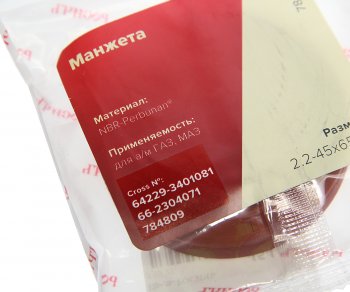 Манжета
Материал:
NBR-Perbunan®
Применяемость:
для а/м ГАЗ, МАЗ
Cross №:
64229-3401081
66-2304071
784809
Разм
2.2-45x65
78